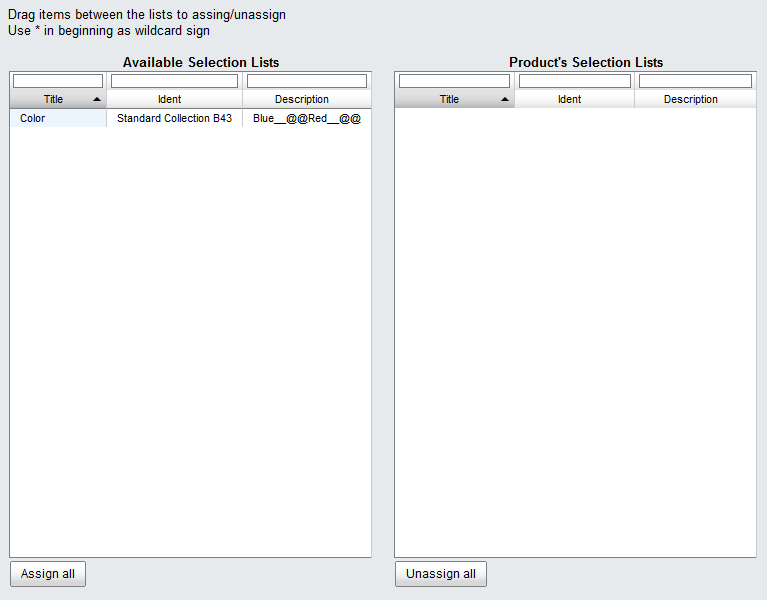 Drag items between the lists to assing/unassign
Use * in beginning as wildcard sign
Available Selection Lists
Title Ident Description
Color Standard Collection B43 Blue__@@Red__@@
Assign all
Product's Selection Lists
Title Ident Description
Unassign all